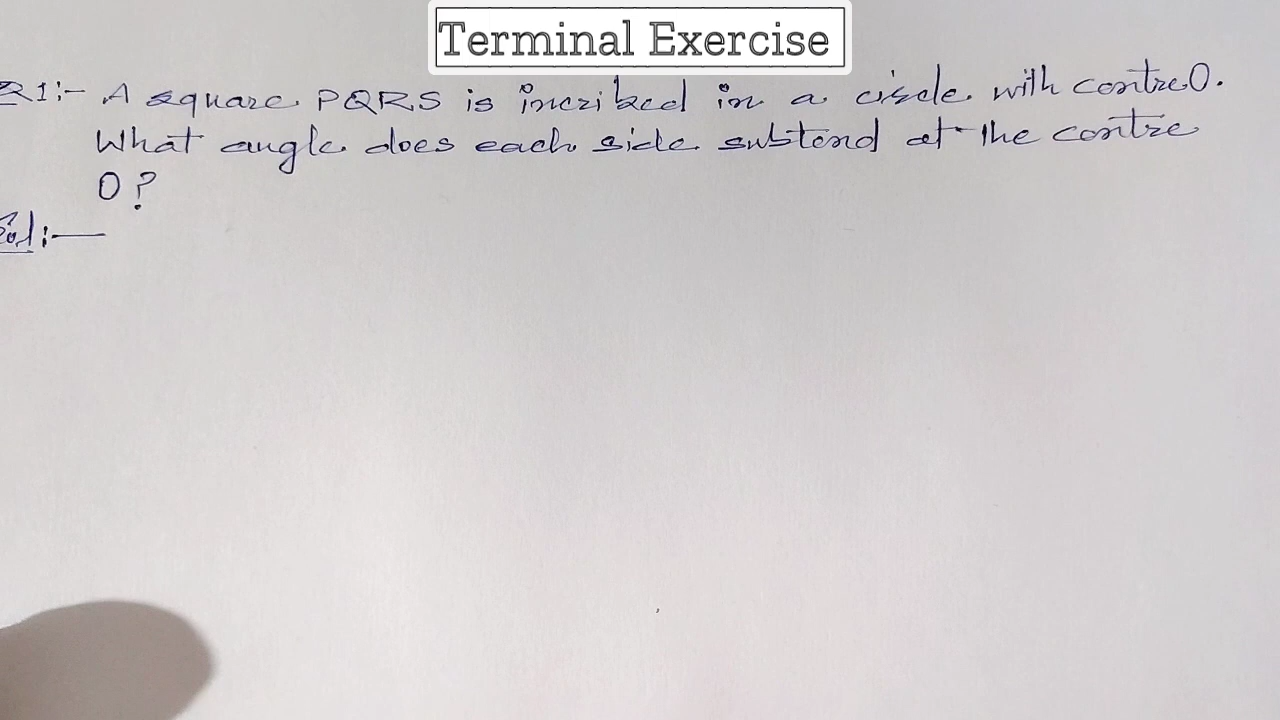 Terminal Exercise
Q1:- A square PQRS is incribed in a circle with centre O.
What angle does each side subtend at the centre
O?
Sol:—